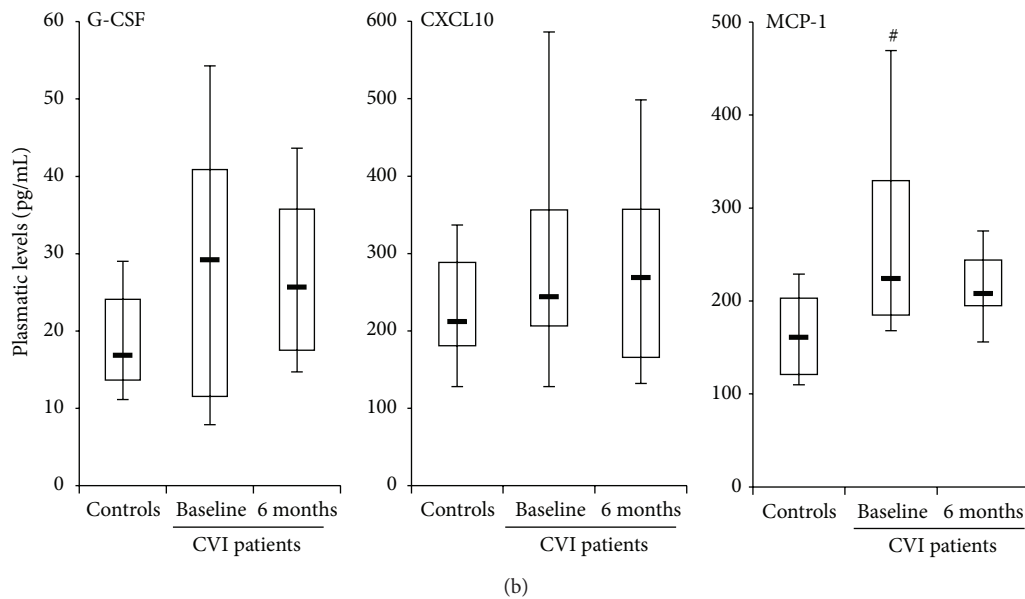 G-CSF
CXCL10
MCP-1
Plasmatic levels (pg/mL)
60
50
40
30
20
10
0
Controls Baseline 6 months
CVI patients
600
500
400
300
200
100
0
Controls Baseline 6 months
CVI patients
500
400
300
200
100
0
#
Controls Baseline 6 months
CVI patients
(b)